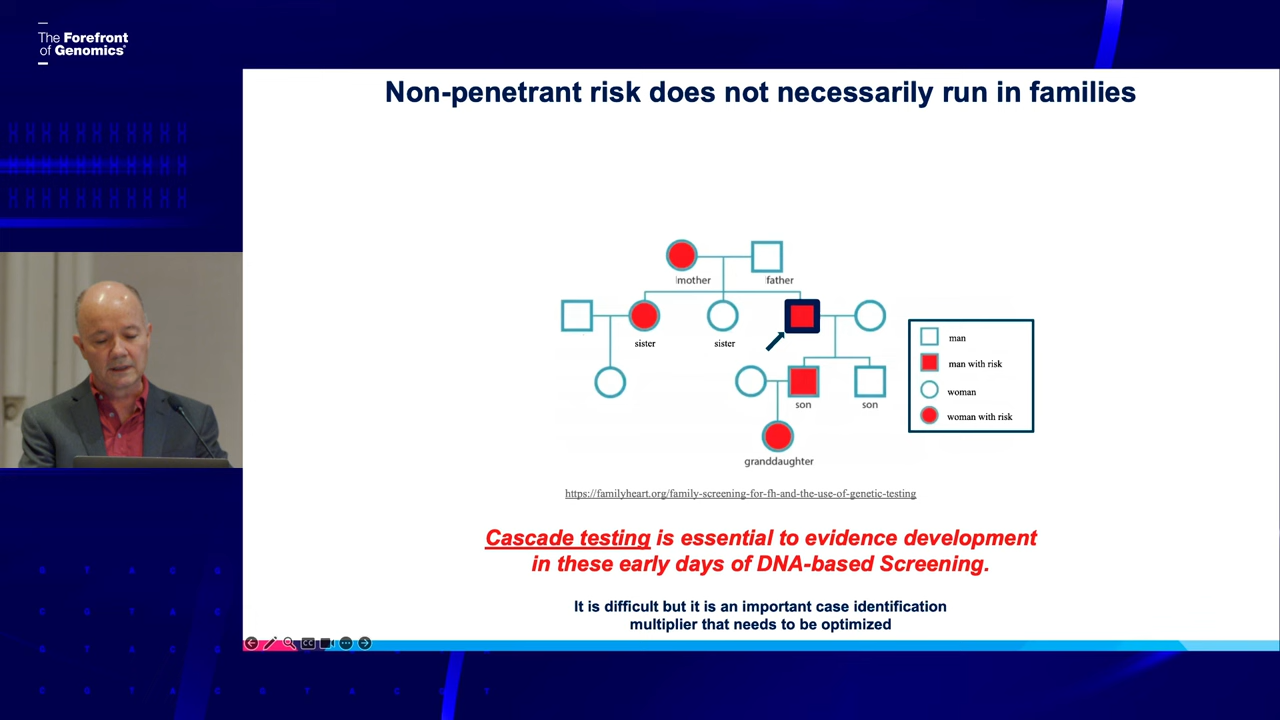 The Forefront
of Genomics®
Non-penetrant risk does not necessarily run in families
mother
father
sister
sister
son
son
granddaughter
man
man with risk
woman
woman with risk
https://familyheart.org/family-screening-for-fh-and-the-use-of-genetic-testing
Cascade testing is essential to evidence development
in these early days of DNA-based Screening.
It is difficult but it is an important case identification
multiplier that needs to be optimized